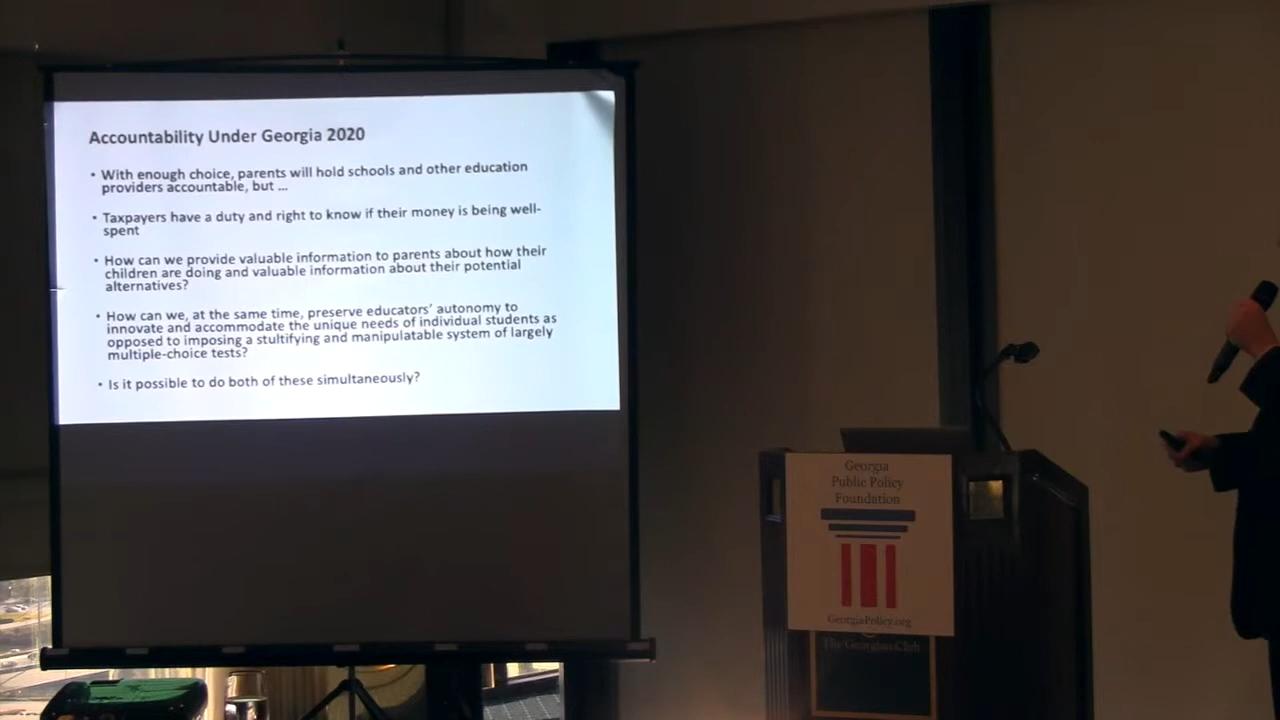 Accountability Under Georgia 2020
• With enough choice, parents will hold schools and other education
providers accountable, but ...
• Taxpayers have a duty and right to know if their money is being well-
spent
• How can we provide valuable information to parents about how their
children are doing and valuable information about their potential
alternatives?
• How can we, at the same time, preserve educators' autonomy to
innovate and accommodate the unique needs of individual students as
opposed to imposing a stultifying and manipulatable system of largely
multiple-choice tests?
• Is it possible to do both of these simultaneously?
Georgia
Public Policy
Foundation
GeorgiaPolicy.org
The Georgian Club